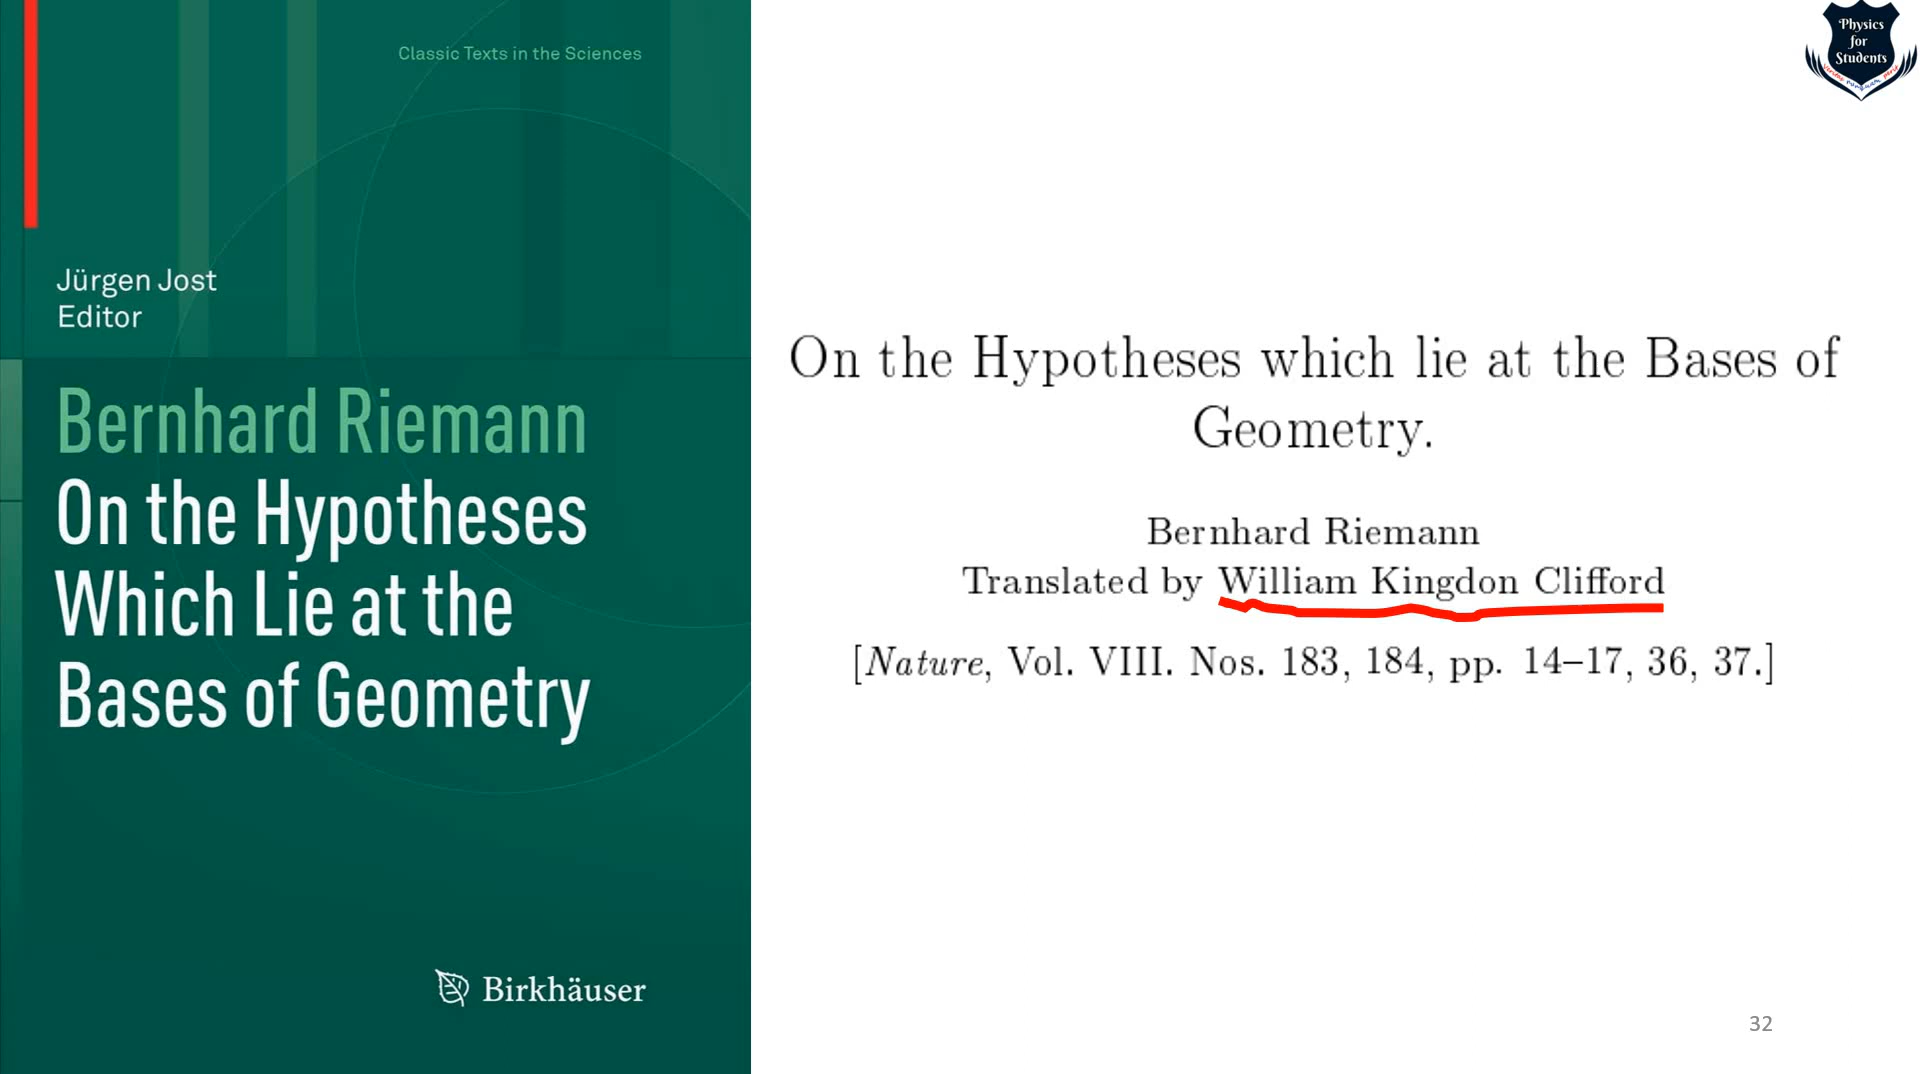 Classic Texts in the Sciences
Jürgen Jost
Editor
Bernhard Riemann
On the Hypotheses
Which Lie at the
Bases of Geometry
Birkhäuser
Physics
for
Students
On the Hypotheses which lie at the Bases of
Geometry.
Bernhard Riemann
Translated by William Kingdon Clifford
[Nature, Vol. VIII. Nos. 183, 184, pp. 14–17, 36, 37.]
32